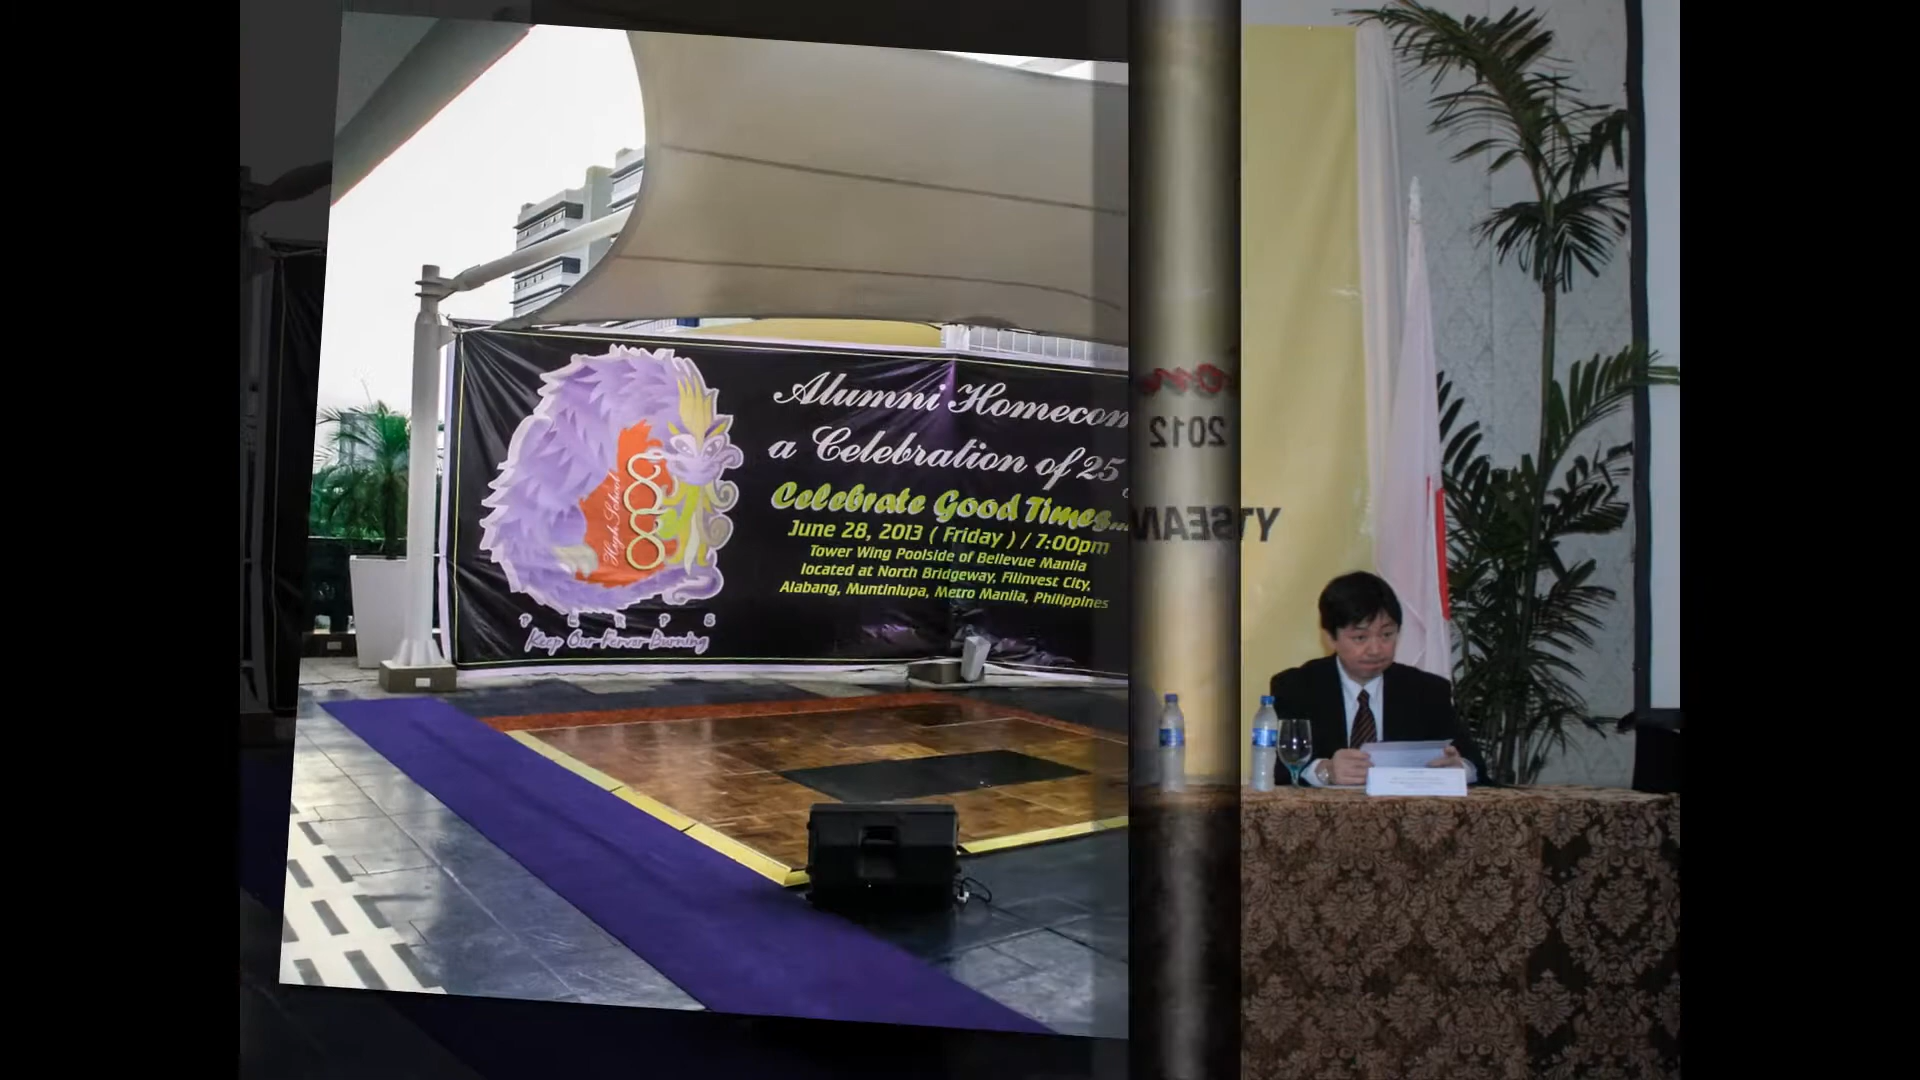 Alumni Homecom
a Celebration of 25
Celebrate Good Times...
June 28, 2013 ( Friday ) / 7:00pm
Tower Wing Poolside of Bellevue Manila
located at North Bridgeway, Filinvest City,
Alabang, Muntinlupa, Metro Manila, Philippines
High School
Keep Our Fervor Burning
2012
YTSEAN